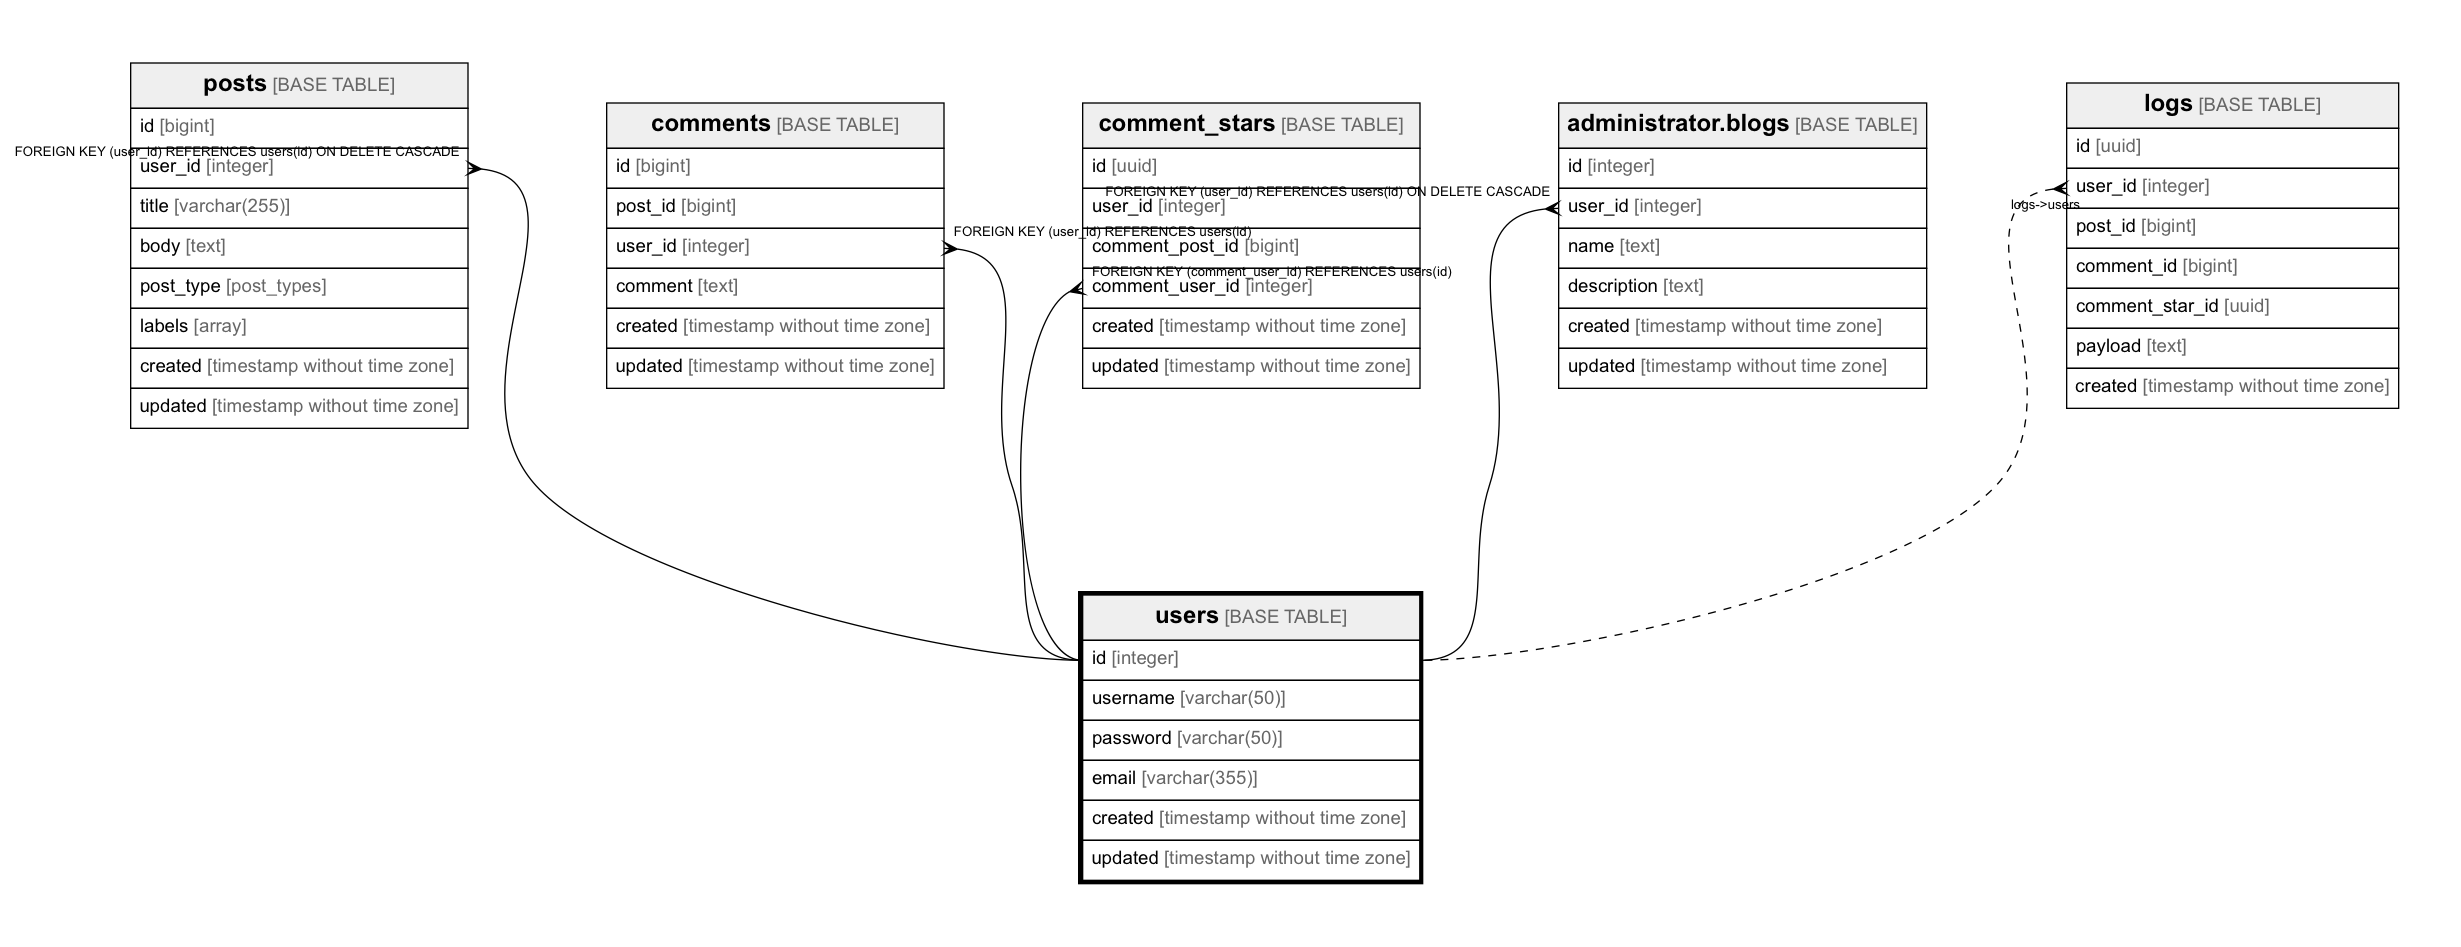 posts [BASE TABLE]
id [bigint]
FOREIGN KEY (user_id) REFERENCES users(id) ON DELETE CASCADE
user_id [integer]
title [varchar(255)]
body [text]
post_type [post_types]
labels [array]
created [timestamp without time zone]
updated [timestamp without time zone]
comments [BASE TABLE]
id [bigint]
post_id [bigint]
user_id [integer]
FOREIGN KEY (user_id) REFERENCES users(id)
comment [text]
created [timestamp without time zone]
updated [timestamp without time zone]
comment_stars [BASE TABLE]
id [uuid]
user_id [integer]
comment_post_id [bigint]
FOREIGN KEY (comment_user_id) REFERENCES users(id)
comment_user_id [integer]
created [timestamp without time zone]
updated [timestamp without time zone]
administrator.blogs [BASE TABLE]
id [integer]
FOREIGN KEY (user_id) REFERENCES users(id) ON DELETE CASCADE
user_id [integer]
name [text]
description [text]
created [timestamp without time zone]
updated [timestamp without time zone]
logs [BASE TABLE]
id [uuid]
user_id [integer]
logs->users
post_id [bigint]
comment_id [bigint]
comment_star_id [uuid]
payload [text]
created [timestamp without time zone]
users [BASE TABLE]
id [integer]
username [varchar(50)]
password [varchar(50)]
email [varchar(355)]
created [timestamp without time zone]
updated [timestamp without time zone]